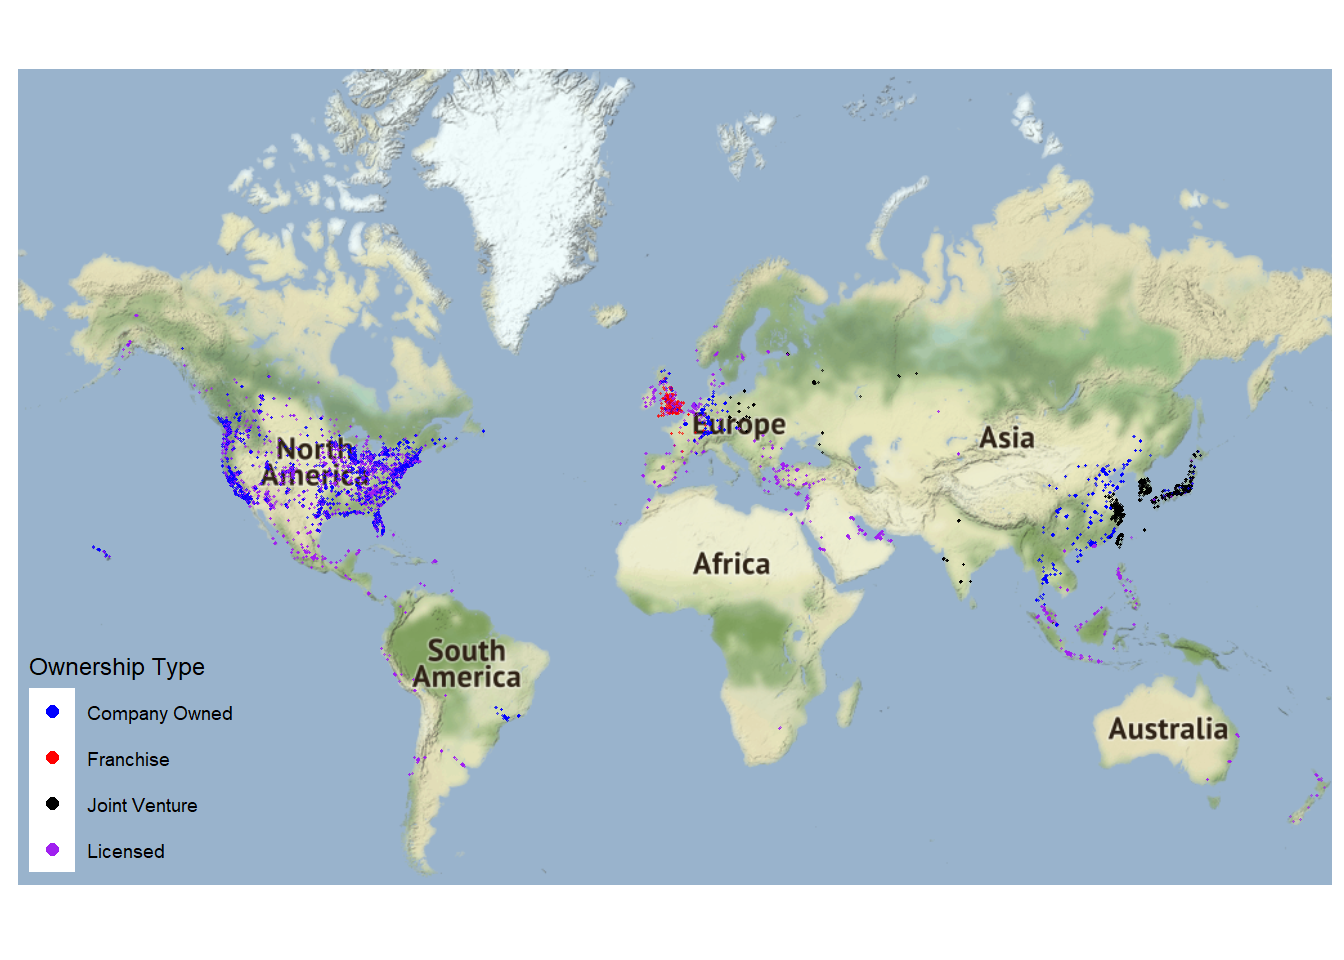 North
America
Europe
Asia
Africa
South
America
Australia
Ownership Type
Company Owned
Franchise
Joint Venture
Licensed